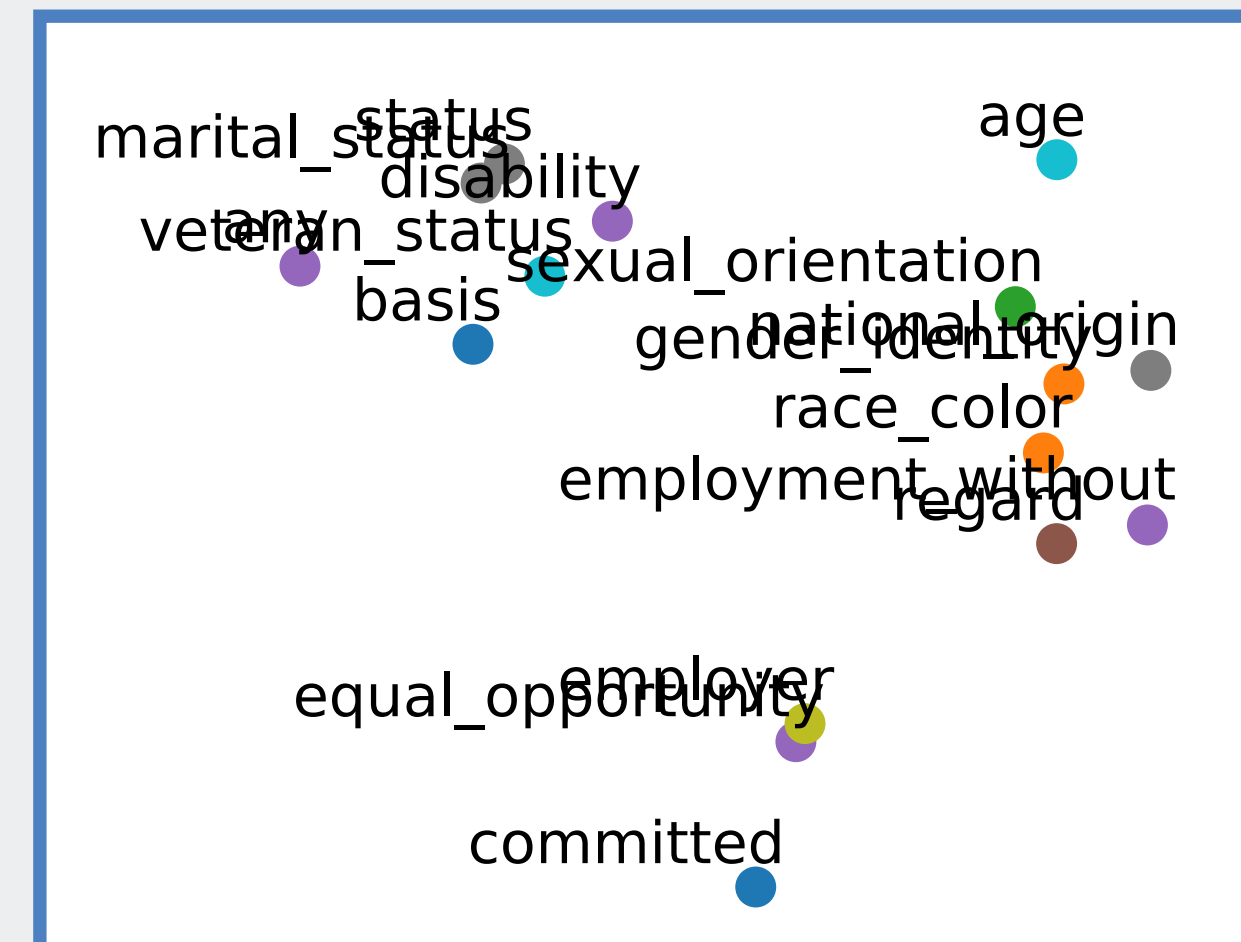 status
age
marital_status
disability
any
veteran_status
sexual_orientation
basis
national_origin
gender_identity
race_color
employment_without
regard
employer
equal_opportunity
committed